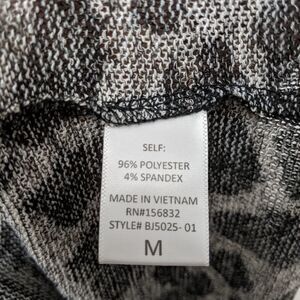 SELF:
96% POLYESTER
4% SPANDEX
MADE IN VIETNAM
RN#156832
STYLE# BJ5025- 01
M